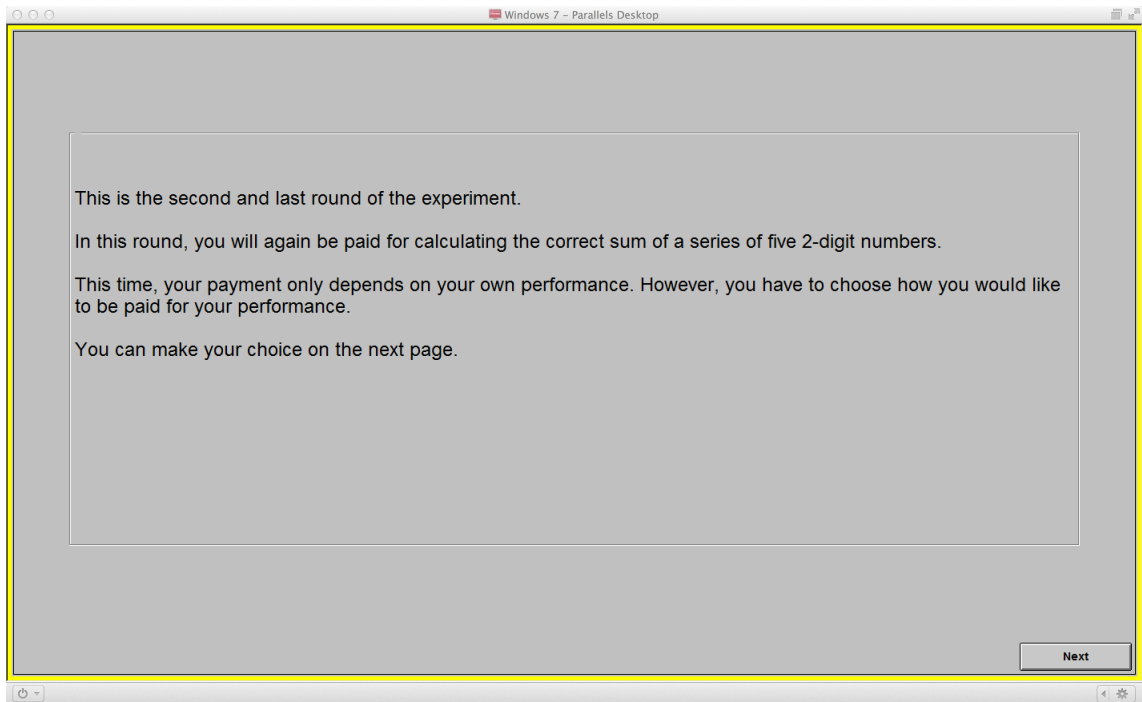 Windows 7 – Parallels Desktop
This is the second and last round of the experiment.
In this round, you will again be paid for calculating the correct sum of a series of five 2-digit numbers.
This time, your payment only depends on your own performance. However, you have to choose how you would like
to be paid for your performance.
You can make your choice on the next page.
Next